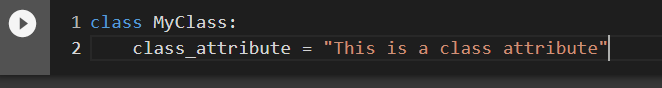 1 class MyClass:
2     class_attribute = "This is a class attribute"